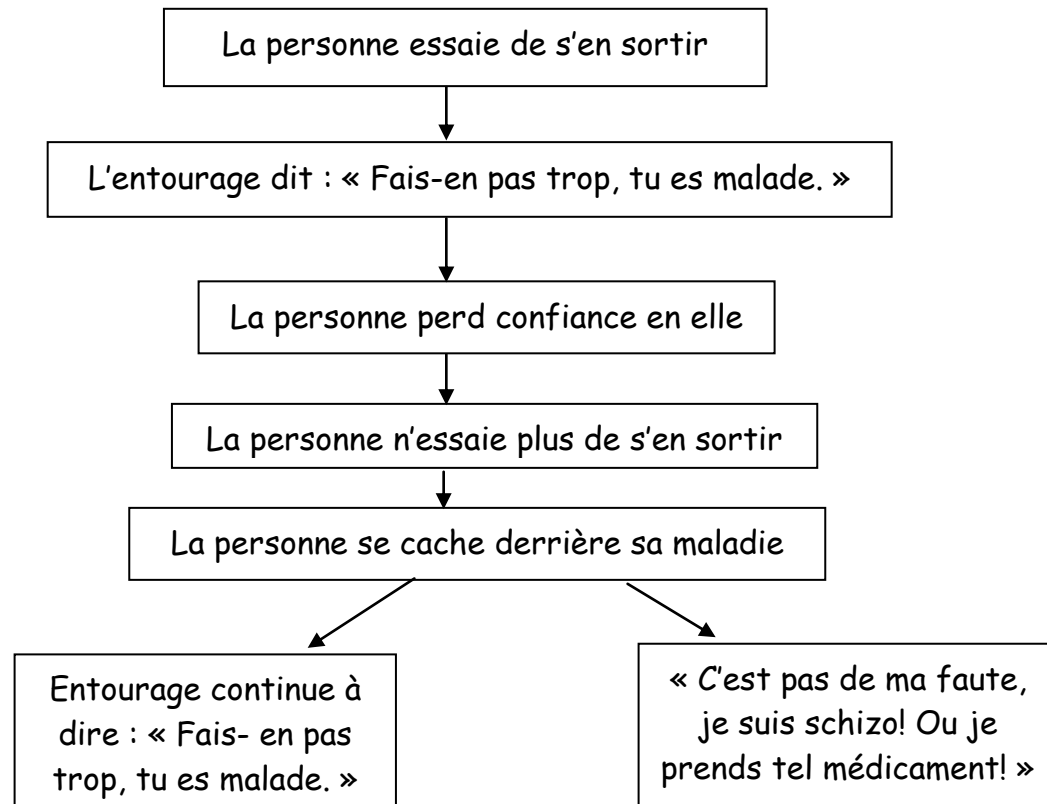 La personne essaie de s'en sortir
L'entourage dit : « Fais-en pas trop, tu es malade. »
La personne perd confiance en elle
La personne n'essaie plus de s'en sortir
La personne se cache derrière sa maladie
Entourage continue à
dire : « Fais- en pas
trop, tu es malade. »
« C'est pas de ma faute,
je suis schizo! Ou je
prends tel médicament! »